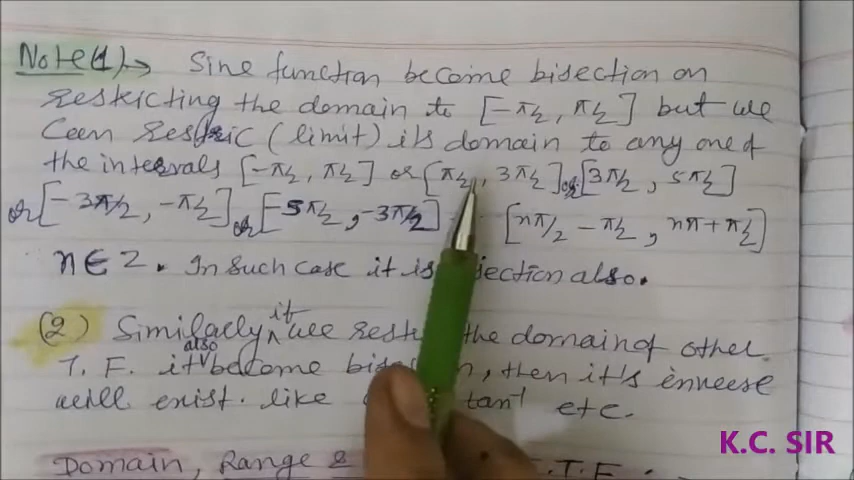 Note(1).→ Sine function become bisection on
restricting the domain to [-π/2, π/2] but we
Can Restric (limit) its domain to any one of
the intervals [-π/2, π/2] or [π/2, 3π/2] or [3π/2, 5π/2]
or [-3π/2, -π/2] or [-5π/2, -3π/2] [nπ/2 - π/2, nπ+π/2]
n∈Z. In Such case it is jection also.
(2) Similarly if we rest the domain of other
T. F. it also become bis n, then it's inverse
will exist. like tan⁻¹ etc.
Domain, Range & I.T.F.
K.C. SIR